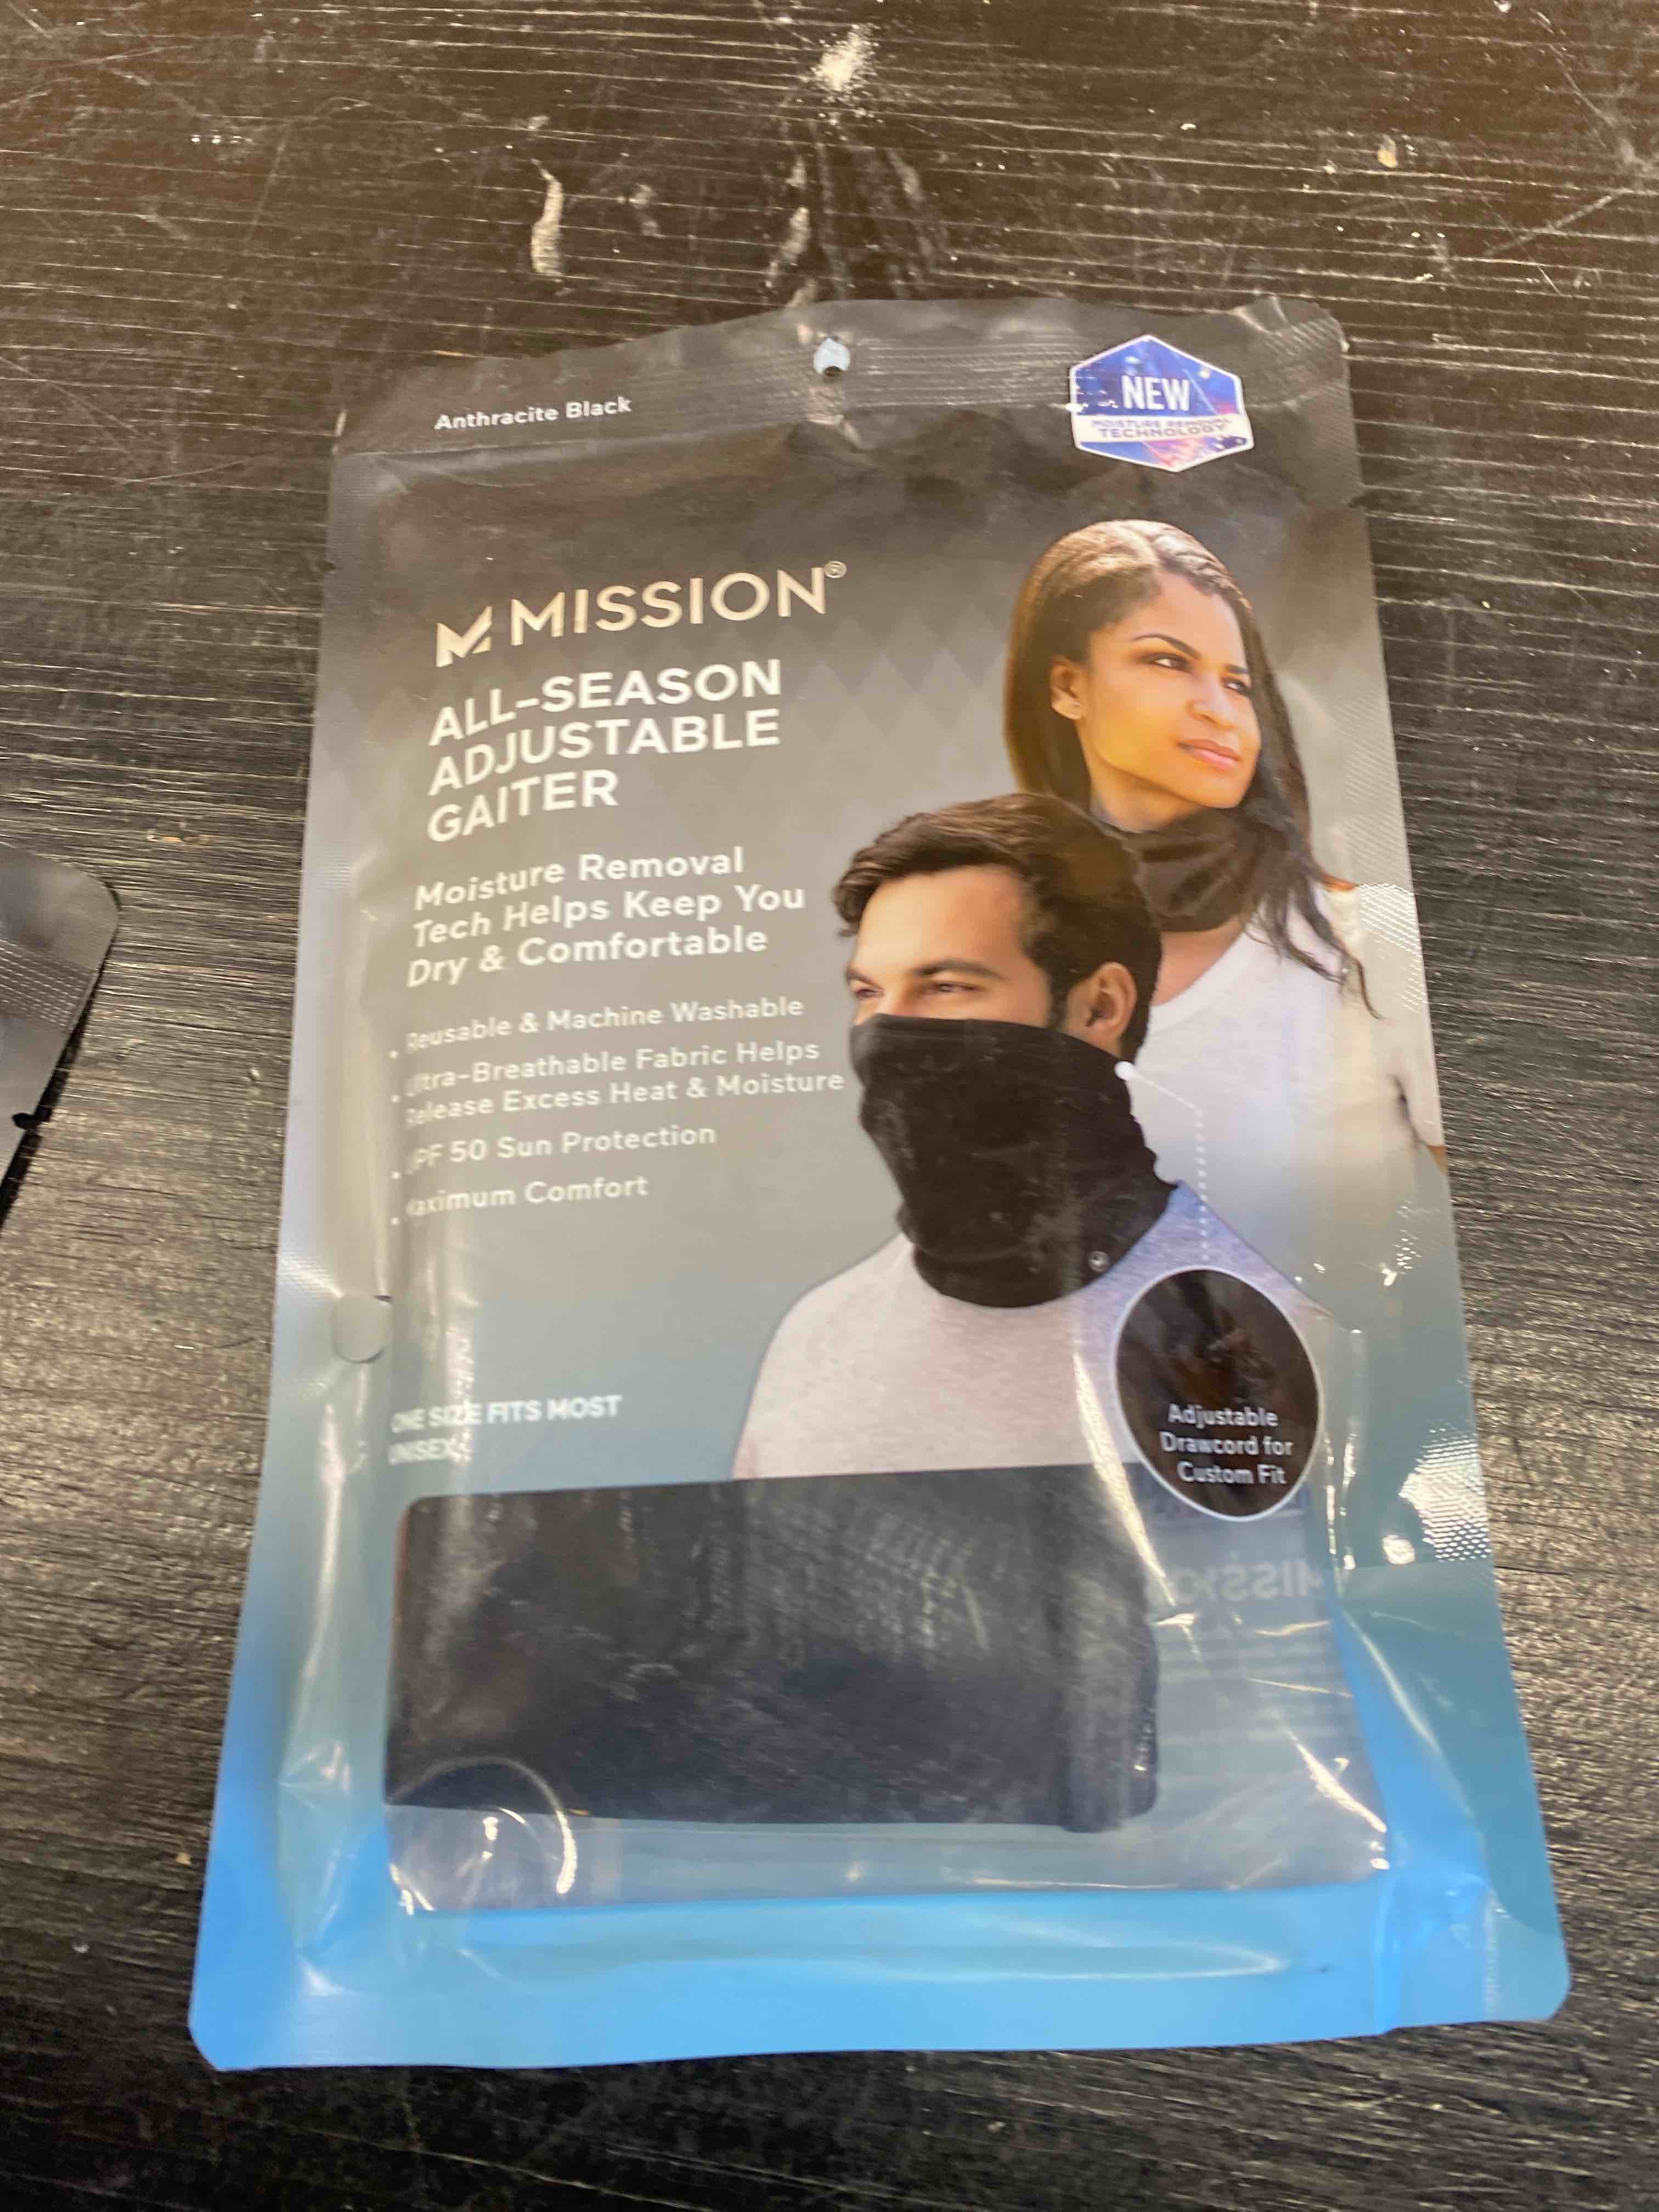 Anthracite Black
NEW
MOISTURE REMOVAL
TECHNOLOGY
MISSION®
ALL-SEASON
ADJUSTABLE
GAITER
Moisture Removal
Tech Helps Keep You
Dry & Comfortable
• Reusable & Machine Washable
• Ultra-Breathable Fabric Helps
Release Excess Heat & Moisture
• UPF 50 Sun Protection
• Maximum Comfort
ONE SIZE FITS MOST
UNISEX
Adjustable
Drawcord for
Custom Fit